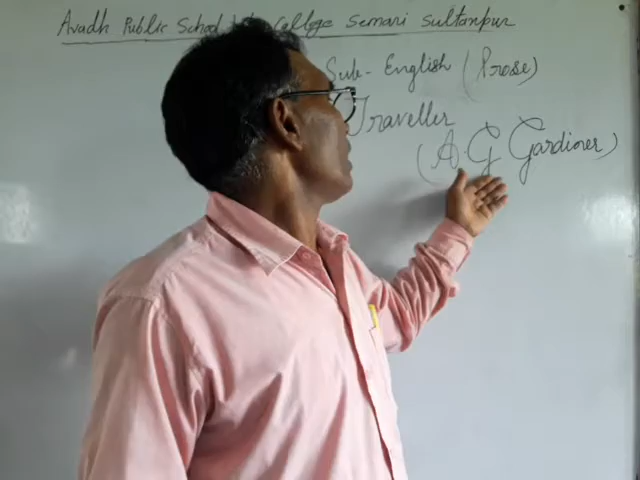 Avadh Public School College Semari Sultanpur
Sub- English (Prose)
Traveller
(A.G Gardiner)